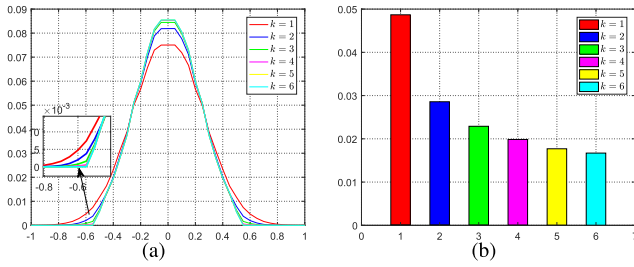 0.09
0.08
0.07
0.06
0.05
0.04
0.03
0.02
0.01
0
-1 -0.8 -0.6 -0.4 -0.2 0 0.2 0.4 0.6 0.8 1
k = 1
k = 2
k = 3
k = 4
k = 5
k = 6
× 10⁻³
5
0
-0.8 -0.6
(a)
0.05
0.04
0.03
0.02
0.01
0
0 1 2 3 4 5 6 7
k = 1
k = 2
k = 3
k = 4
k = 5
k = 6
(b)